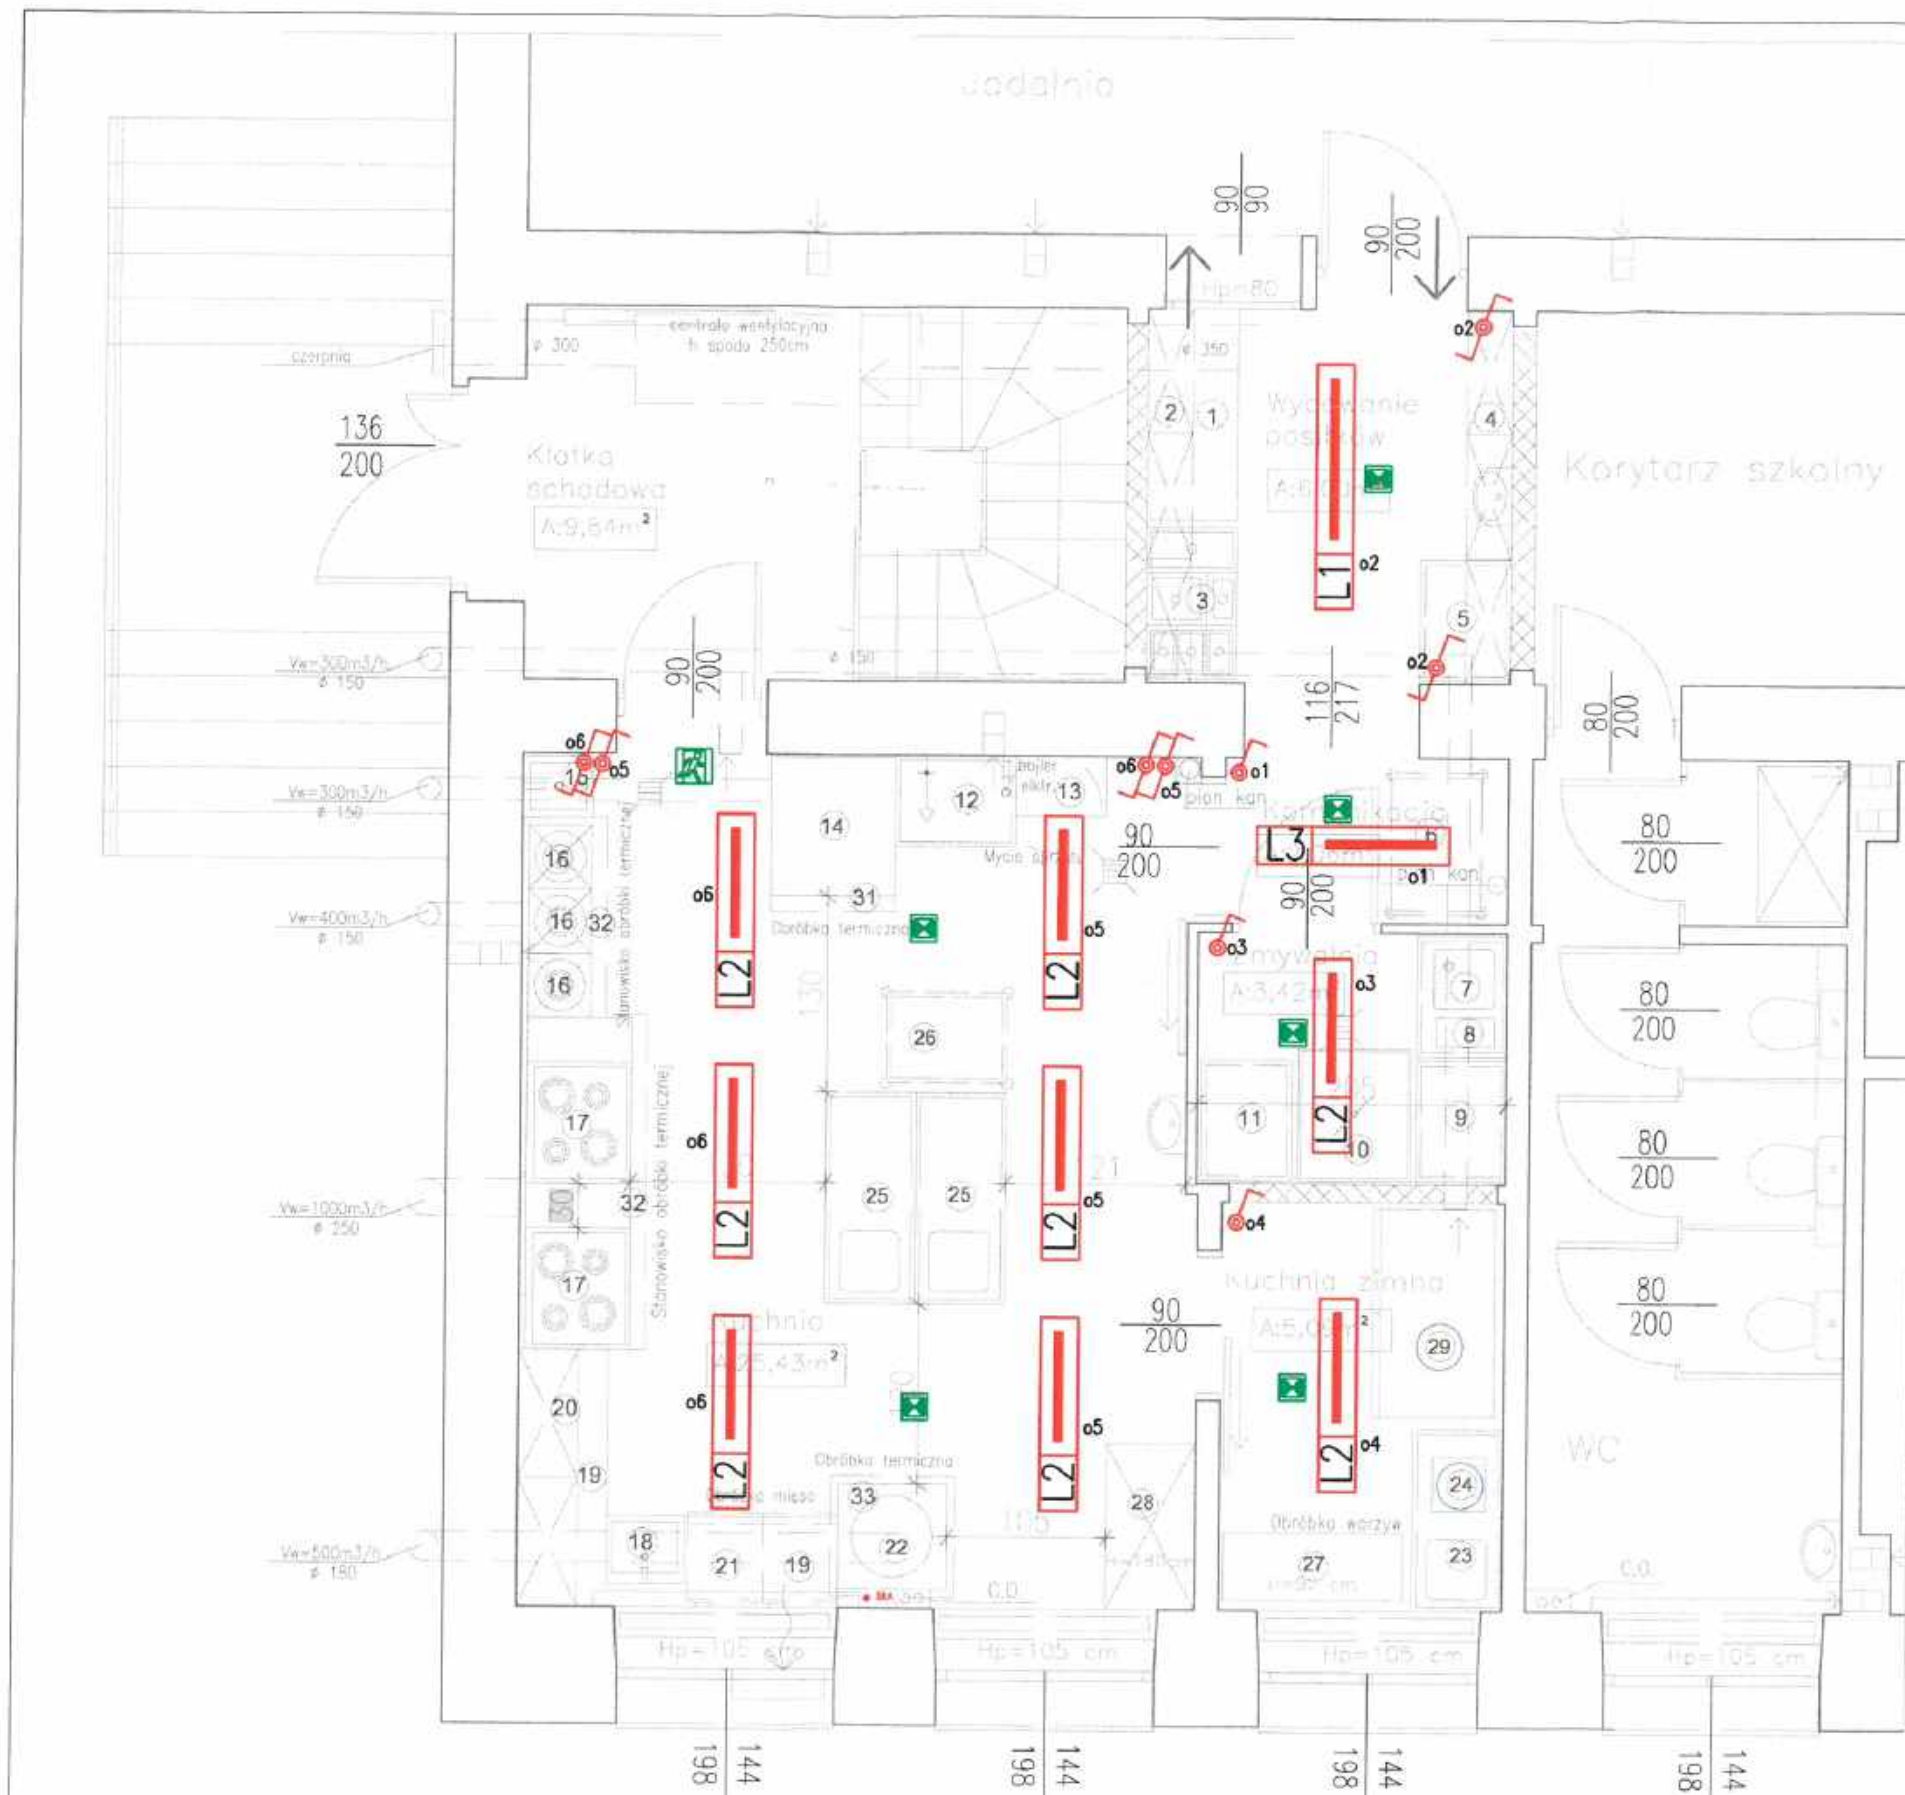 Jadalnia
90
90
90
200
Hp=80
centrala wentylacyjna
h spodu 250cm
ø 300
ø 350
czerpnia
o2
136
200
Klatka
schodowa
A:9,84m²
2
1
Wydawanie
posiłków
4
Korytarz szkolny
L1
o2
3
5
o2
Vw=300m3/h
ø 150
ø 150
90
200
116
217
80
200
o6
o5
o6
o5
o1
15
12
13
pion kan
Vw=300m3/h
ø 150
14
Mycie sprzętu
90
200
L3
pion kan
o1
80
200
16
31
Obróbka termiczna
o6
L2
o5
L2
90
200
Vw=400m3/h
ø 150
16
32
16
Stanowisko obróbki termicznej
130
o3
Zmywalnia
A:3,42
o3
L2
7
8
80
200
26
17
o6
L2
o5
L2
11
10
9
80
200
Vw=1000m3/h
ø 250
50
32
25
25
Stanowisko obróbki termicznej
o4
17
Kuchnia zimna
A:5,09m²
Kuchnia
A:25,43m²
90
200
29
80
200
20
o6
L2
o5
L2
o4
L2
WC
19
Obróbka termiczna
33
28
24
Obróbka mięsa
Obróbka warzyw
Vw=500m3/h
ø 180
18
21
19
22
105
27
23
C.O.
C.O.
Hp=105
Hp=105 cm
Hp=105 cm
Hp=105 cm
144
198
144
198
144
198
144
198